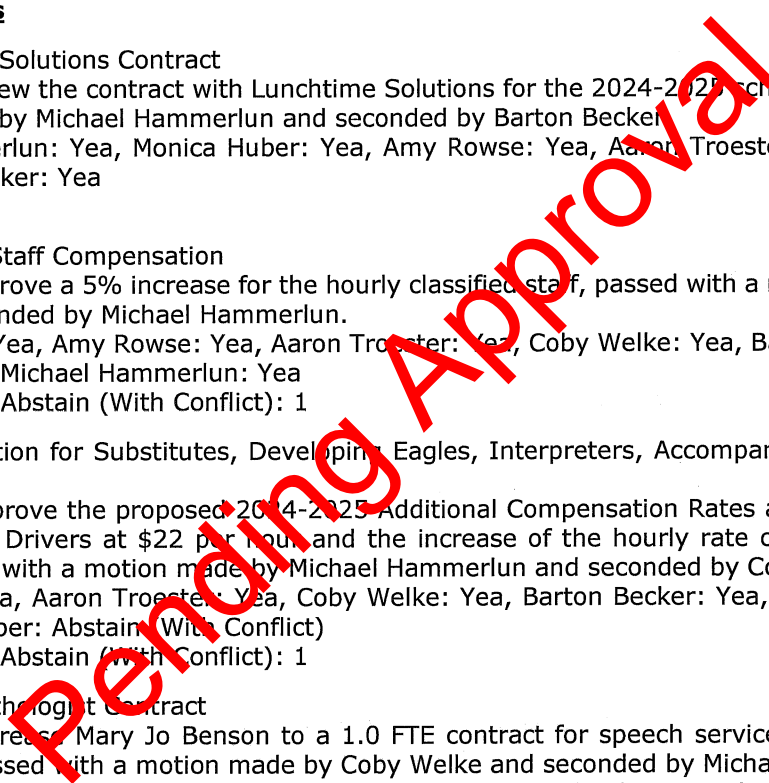 s
Solutions Contract
ew the contract with Lunchtime Solutions for the 2024-2025 sch
by Michael Hammerlun and seconded by Barton Becker
erlun: Yea, Monica Huber: Yea, Amy Rowse: Yea, Aaron Troeste
ker: Yea
Staff Compensation
rove a 5% increase for the hourly classified staff, passed with a
nded by Michael Hammerlun.
Yea, Amy Rowse: Yea, Aaron Troester: Yea, Coby Welke: Yea, Ba
Michael Hammerlun: Yea
Abstain (With Conflict): 1
tion for Substitutes, Developing Eagles, Interpreters, Accompan
prove the proposed 2024-2025 Additional Compensation Rates a
Drivers at $22 per hour and the increase of the hourly rate o
with a motion made by Michael Hammerlun and seconded by Co
a, Aaron Troester: Yea, Coby Welke: Yea, Barton Becker: Yea,
ber: Abstain (With Conflict)
Abstain (With Conflict): 1
thologist Contract
rease Mary Jo Benson to a 1.0 FTE contract for speech service
ssed with a motion made by Coby Welke and seconded by Micha
Pending Approval